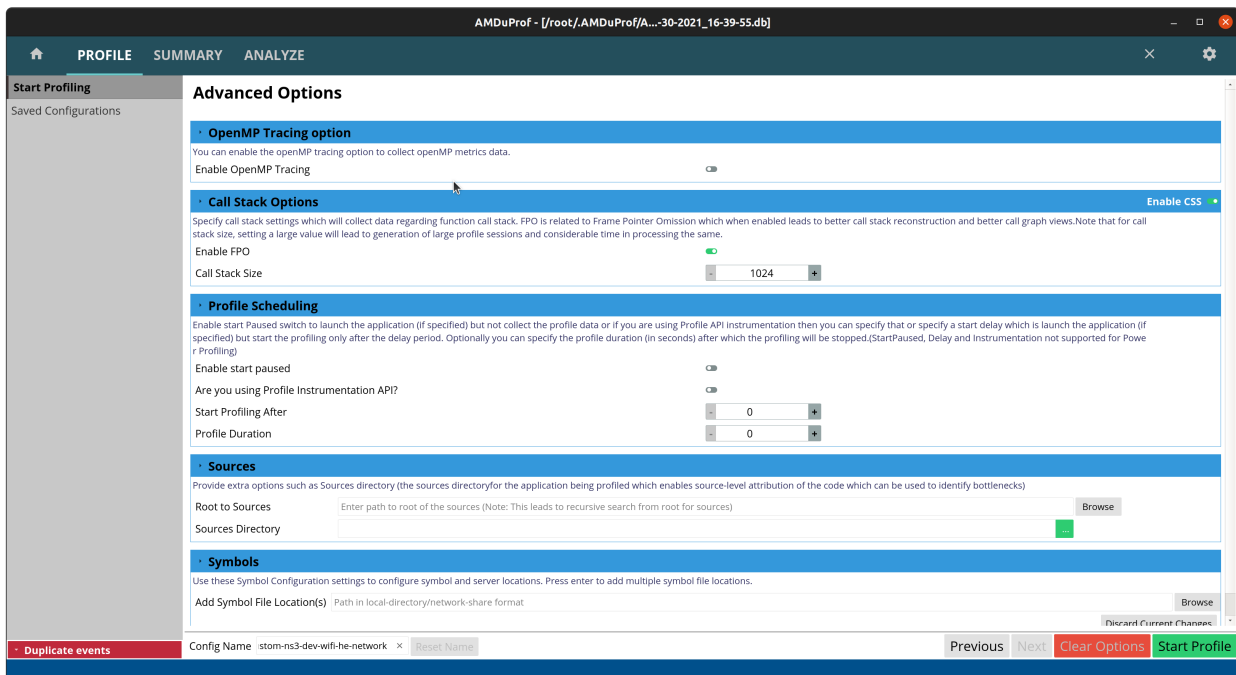 AMDuProf - [/root/.AMDuProf/A...-30-2021_16-39-55.db]
PROFILE SUMMARY ANALYZE
Start Profiling
Saved Configurations
Advanced Options
OpenMP Tracing option
You can enable the openMP tracing option to collect openMP metrics data.
Enable OpenMP Tracing
Call Stack Options
Enable CSS
Specify call stack settings which will collect data regarding function call stack. FPO is related to Frame Pointer Omission which when enabled leads to better call stack reconstruction and better call graph views.Note that for call
stack size, setting a large value will lead to generation of large profile sessions and considerable time in processing the same.
Enable FPO
Call Stack Size - 1024 +
Profile Scheduling
Enable start Paused switch to launch the application (if specified) but not collect the profile data or if you are using Profile API instrumentation then you can specify that or specify a start delay which is launch the application (if
specified) but start the profiling only after the delay period. Optionally you can specify the profile duration (in seconds) after which the profiling will be stopped.(StartPaused, Delay and Instrumentation not supported for Powe
r Profiling)
Enable start paused
Are you using Profile Instrumentation API?
Start Profiling After - 0 +
Profile Duration - 0 +
Sources
Provide extra options such as Sources directory (the sources directoryfor the application being profiled which enables source-level attribution of the code which can be used to identify bottlenecks)
Root to Sources Enter path to root of the sources (Note: This leads to recursive search from root for sources) Browse
Sources Directory ...
Symbols
Use these Symbol Configuration settings to configure symbol and server locations. Press enter to add multiple symbol file locations.
Add Symbol File Location(s) Path in local-directory/network-share format Browse
Discard Current Changes
Duplicate events
Config Name stom-ns3-dev-wifi-he-network × Reset Name Previous Next Clear Options Start Profile